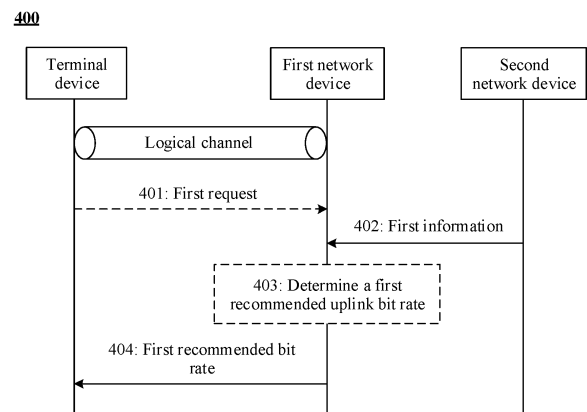 400
Terminal
device
First network
device
Second
network device
Logical channel
401: First request
402: First information
403: Determine a first
recommended uplink bit rate
404: First recommended bit
rate